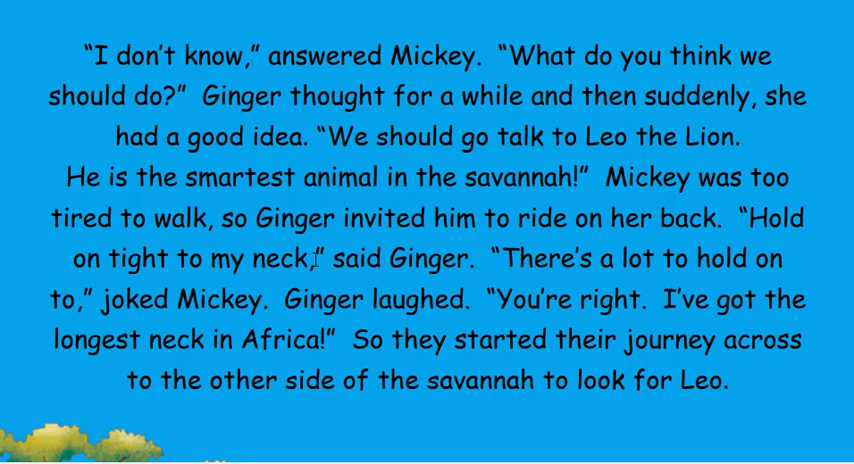 “I don’t know,” answered Mickey.  “What do you think we
should do?”  Ginger thought for a while and then suddenly, she
had a good idea. “We should go talk to Leo the Lion.
He is the smartest animal in the savannah!”  Mickey was too
tired to walk, so Ginger invited him to ride on her back.  “Hold
on tight to my neck,” said Ginger.  “There’s a lot to hold on
to,” joked Mickey.  Ginger laughed.  “You’re right.  I’ve got the
longest neck in Africa!”  So they started their journey across
to the other side of the savannah to look for Leo.